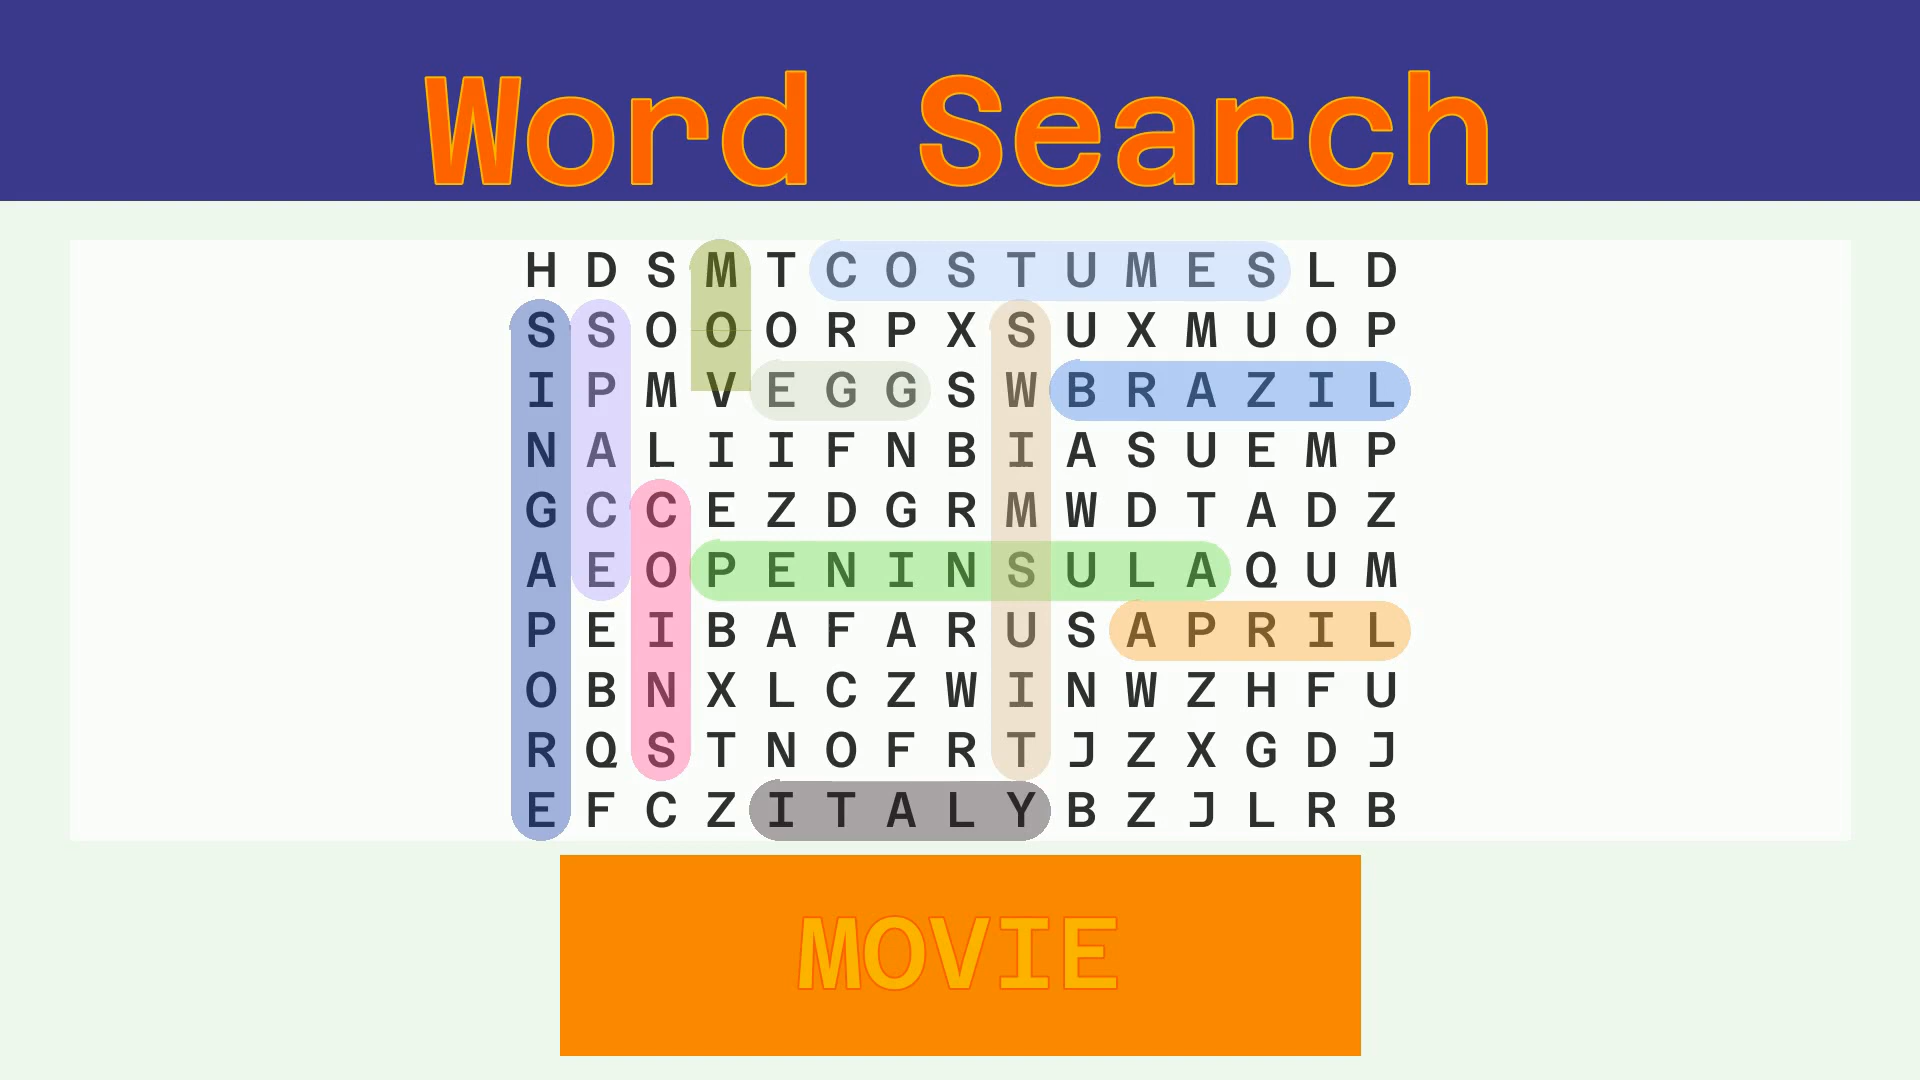 Word Search
H D S M T C O S T U M E S L D
S S O O O R P X S U X M U O P
I P M V E G G S W B R A Z I L
N A L I I F N B I A S U E M P
G C C E Z D G R M W D T A D Z
A E O P E N I N S U L A Q U M
P E I B A F A R U S A P R I L
O B N X L C Z W I N W Z H F U
R Q S T N O F R T J Z X G D J
E F C Z I T A L Y B Z J L R B
MOVIE